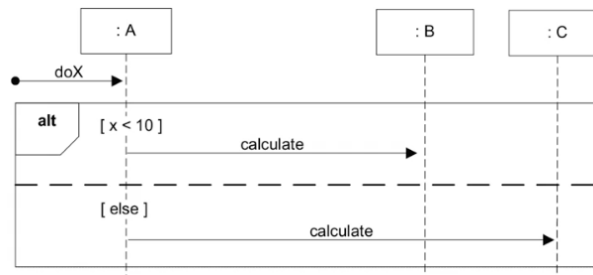 : A
: B
: C
doX
alt
[ x < 10 ]
calculate
[ else ]
calculate